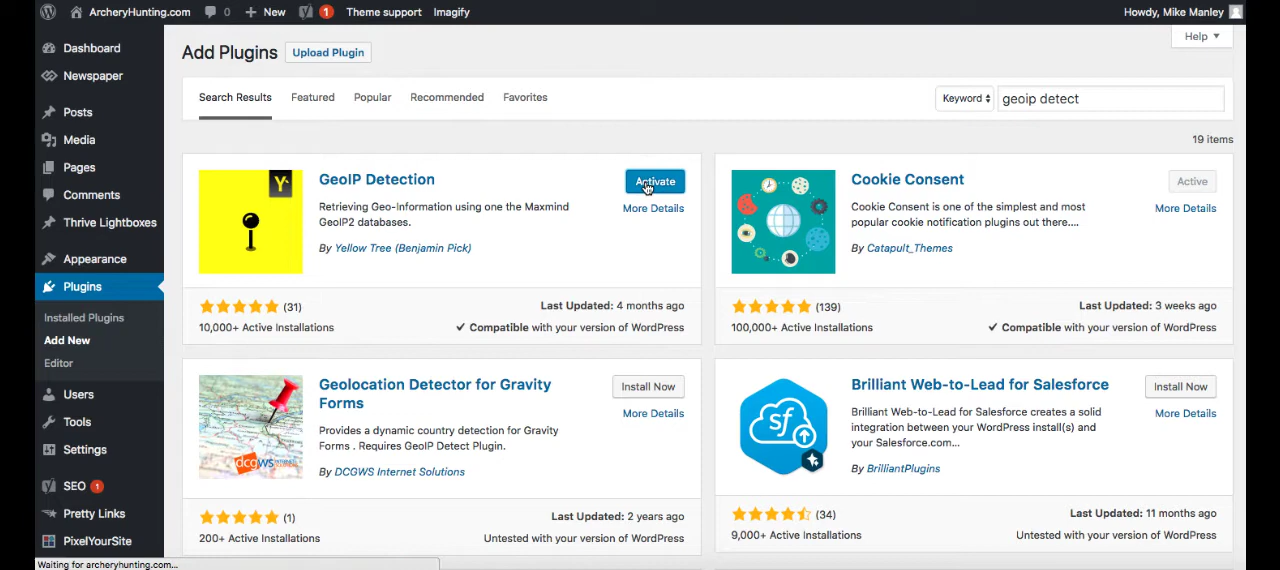 ArcheryHunting.com 0 New 1 Theme support Imagify Howdy, Mike Manley
Help
Dashboard
Newspaper
Posts
Media
Pages
Comments
Thrive Lightboxes
Appearance
Plugins
Installed Plugins
Add New
Editor
Users
Tools
Settings
SEO 1
Pretty Links
PixelYourSite
Add Plugins Upload Plugin
Search Results Featured Popular Recommended Favorites Keyword geoip detect
19 items
Y
GeoIP Detection
Activate
Retrieving Geo-Information using one the Maxmind
GeoIP2 databases.
More Details
By Yellow Tree (Benjamin Pick)
(31)
Last Updated: 4 months ago
10,000+ Active Installations
Compatible with your version of WordPress
Cookie Consent
Active
Cookie Consent is one of the simplest and most
popular cookie notification plugins out there....
More Details
By Catapult_Themes
(139)
Last Updated: 3 weeks ago
100,000+ Active Installations
Compatible with your version of WordPress
dcgws INTERNET SOLUTIONS
Geolocation Detector for Gravity
Forms
Install Now
More Details
Provides a dynamic country detection for Gravity
Forms . Requires GeoIP Detect Plugin.
By DCGWS Internet Solutions
(1)
Last Updated: 2 years ago
200+ Active Installations
Untested with your version of WordPress
sf
Brilliant Web-to-Lead for Salesforce
Install Now
More Details
Brilliant Web-to-Lead for Salesforce creates a solid
integration between your WordPress install(s) and
your Salesforce.com...
By BrilliantPlugins
(34)
Last Updated: 11 months ago
9,000+ Active Installations
Untested with your version of WordPress
Waiting for archeryhunting.com...